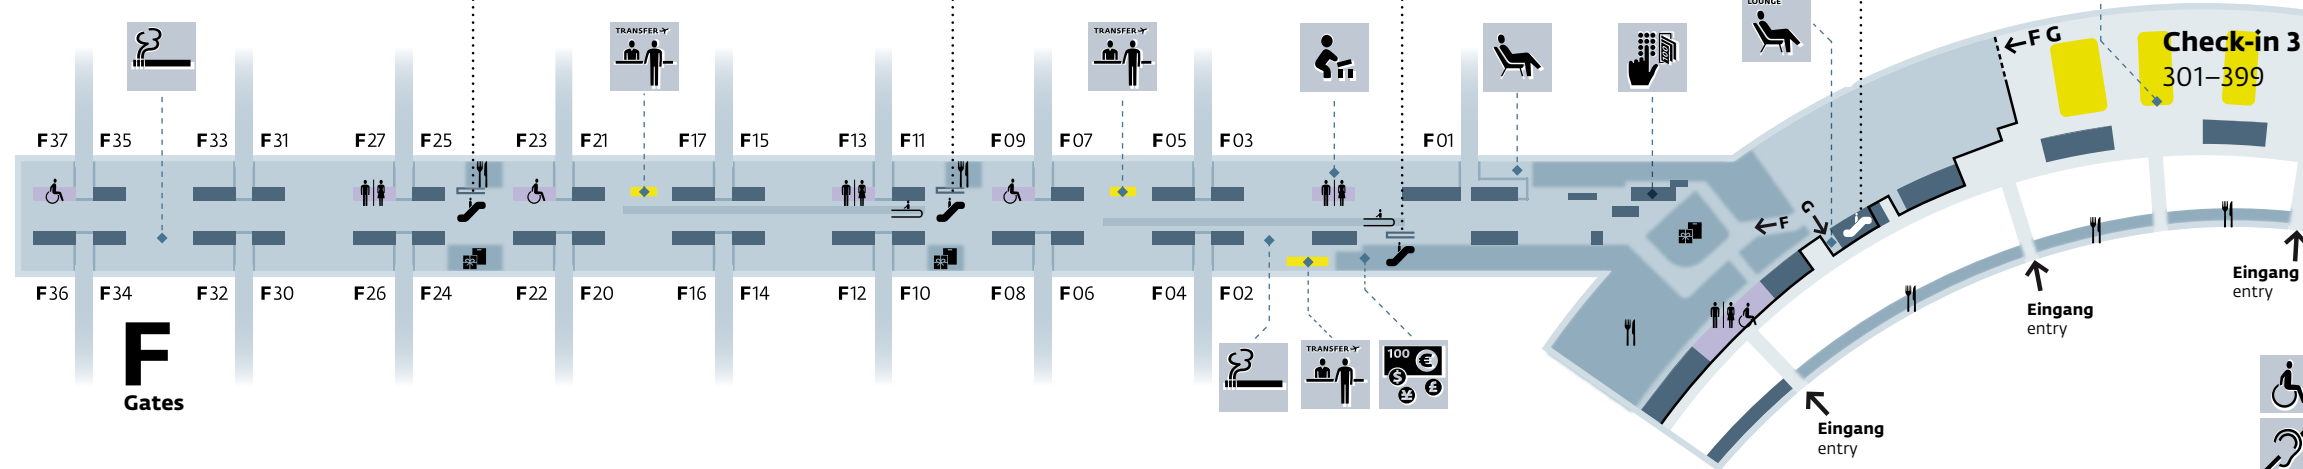 LOUNGE
TRANSFER
TRANSFER
F G
Check-in 3
301–399
F37 F35 F33 F31 F27 F25 F23 F21 F17 F15 F13 F11 F09 F07 F05 F03 F01
G
F
F36 F34 F32 F30 F26 F24 F22 F20 F16 F14 F12 F10 F08 F06 F04 F02
Eingang
entry
Eingang
entry
F
Gates
TRANSFER
100 €
$ ¥ £
Eingang
entry